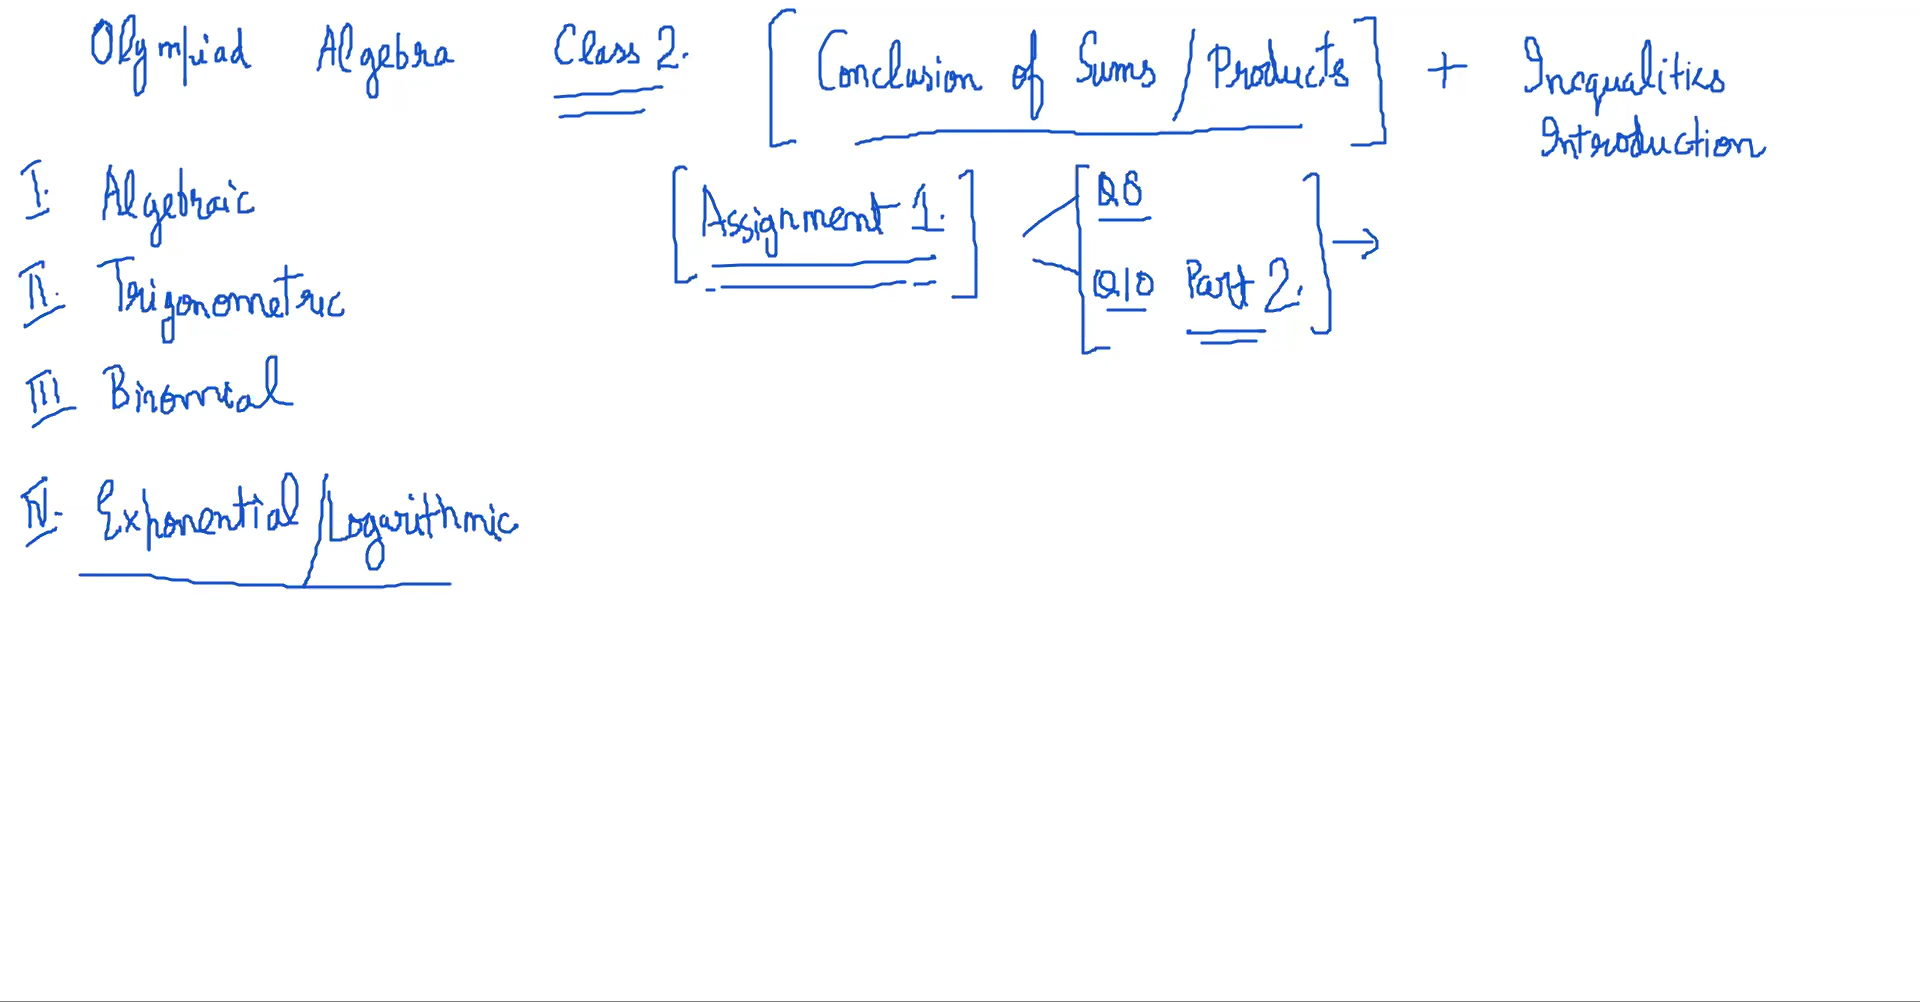 Olympiad Algebra Class 2. [Conclusion of Sums / Products] + Inequalities
Introduction
I. Algebraic
[Assignment 1.] [Q8
Q10 Part 2.] →
II. Trigonometric
III Binomial
IV. Exponential / Logarithmic